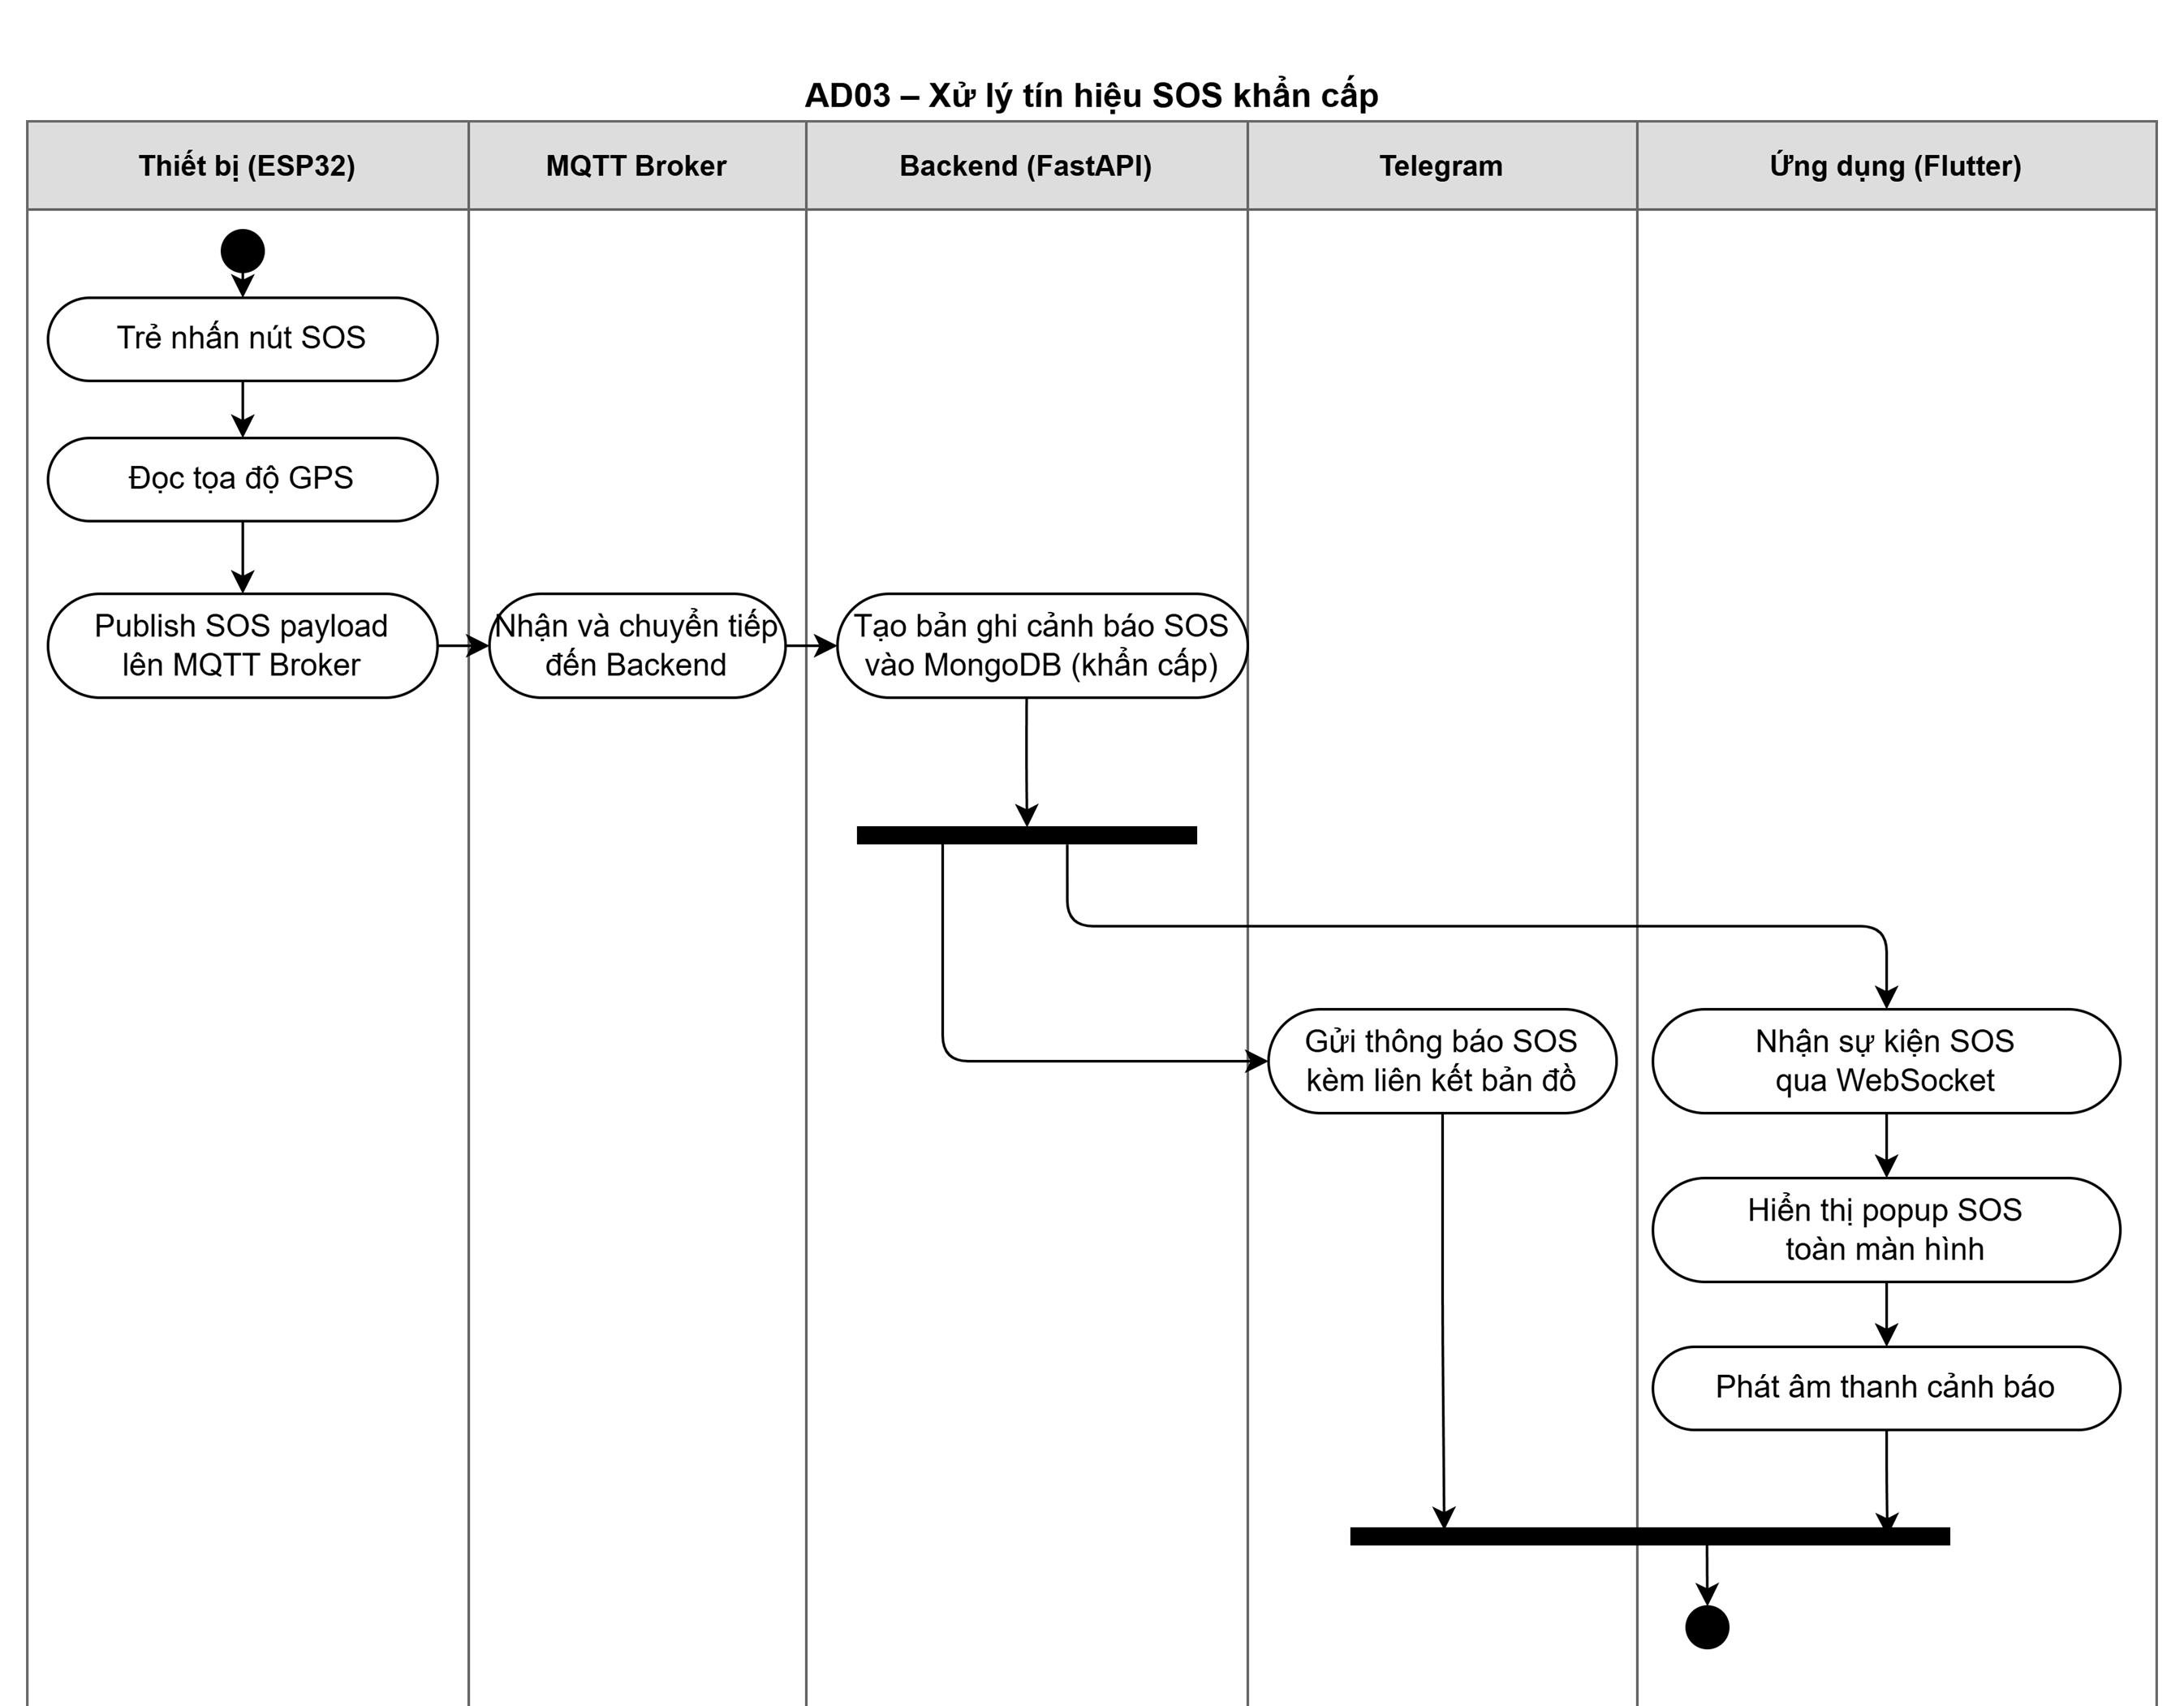 AD03 – Xử lý tín hiệu SOS khẩn cấp
Thiết bị (ESP32)
MQTT Broker
Backend (FastAPI)
Telegram
Ứng dụng (Flutter)
Trẻ nhấn nút SOS
Đọc tọa độ GPS
Publish SOS payload
lên MQTT Broker
Nhận và chuyển tiếp
đến Backend
Tạo bản ghi cảnh báo SOS
vào MongoDB (khẩn cấp)
Gửi thông báo SOS
kèm liên kết bản đồ
Nhận sự kiện SOS
qua WebSocket
Hiển thị popup SOS
toàn màn hình
Phát âm thanh cảnh báo